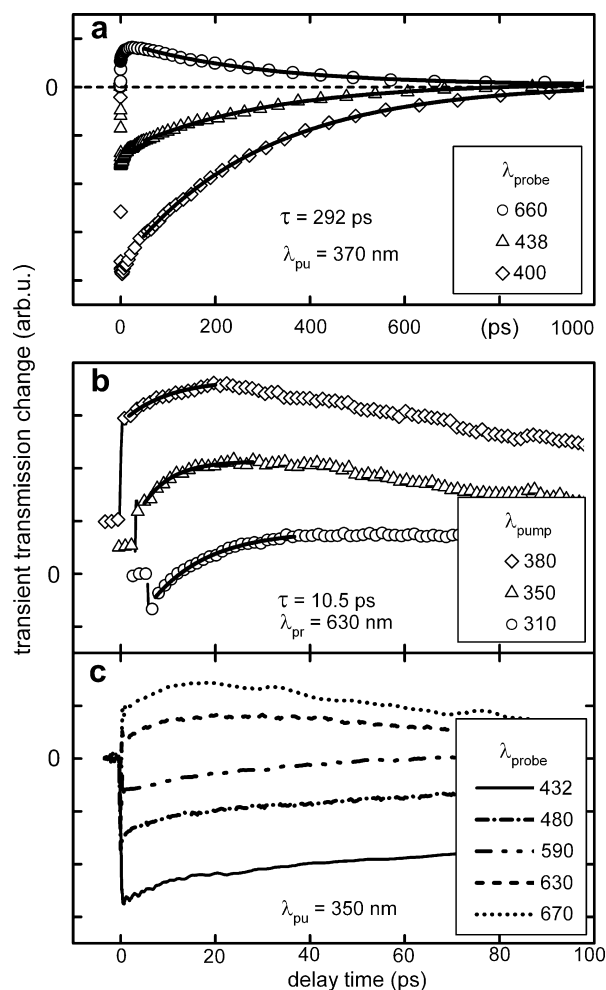 transient transmission change (arb.u.)
a
0
τ = 292 ps
λpu = 370 nm
λprobe
660
438
400
0 200 400 600 (ps) 1000
b
0
τ = 10.5 ps
λpr = 630 nm
λpump
380
350
310
c
0
λpu = 350 nm
λprobe
432
480
590
630
670
0 20 40 60 80 100
delay time (ps)